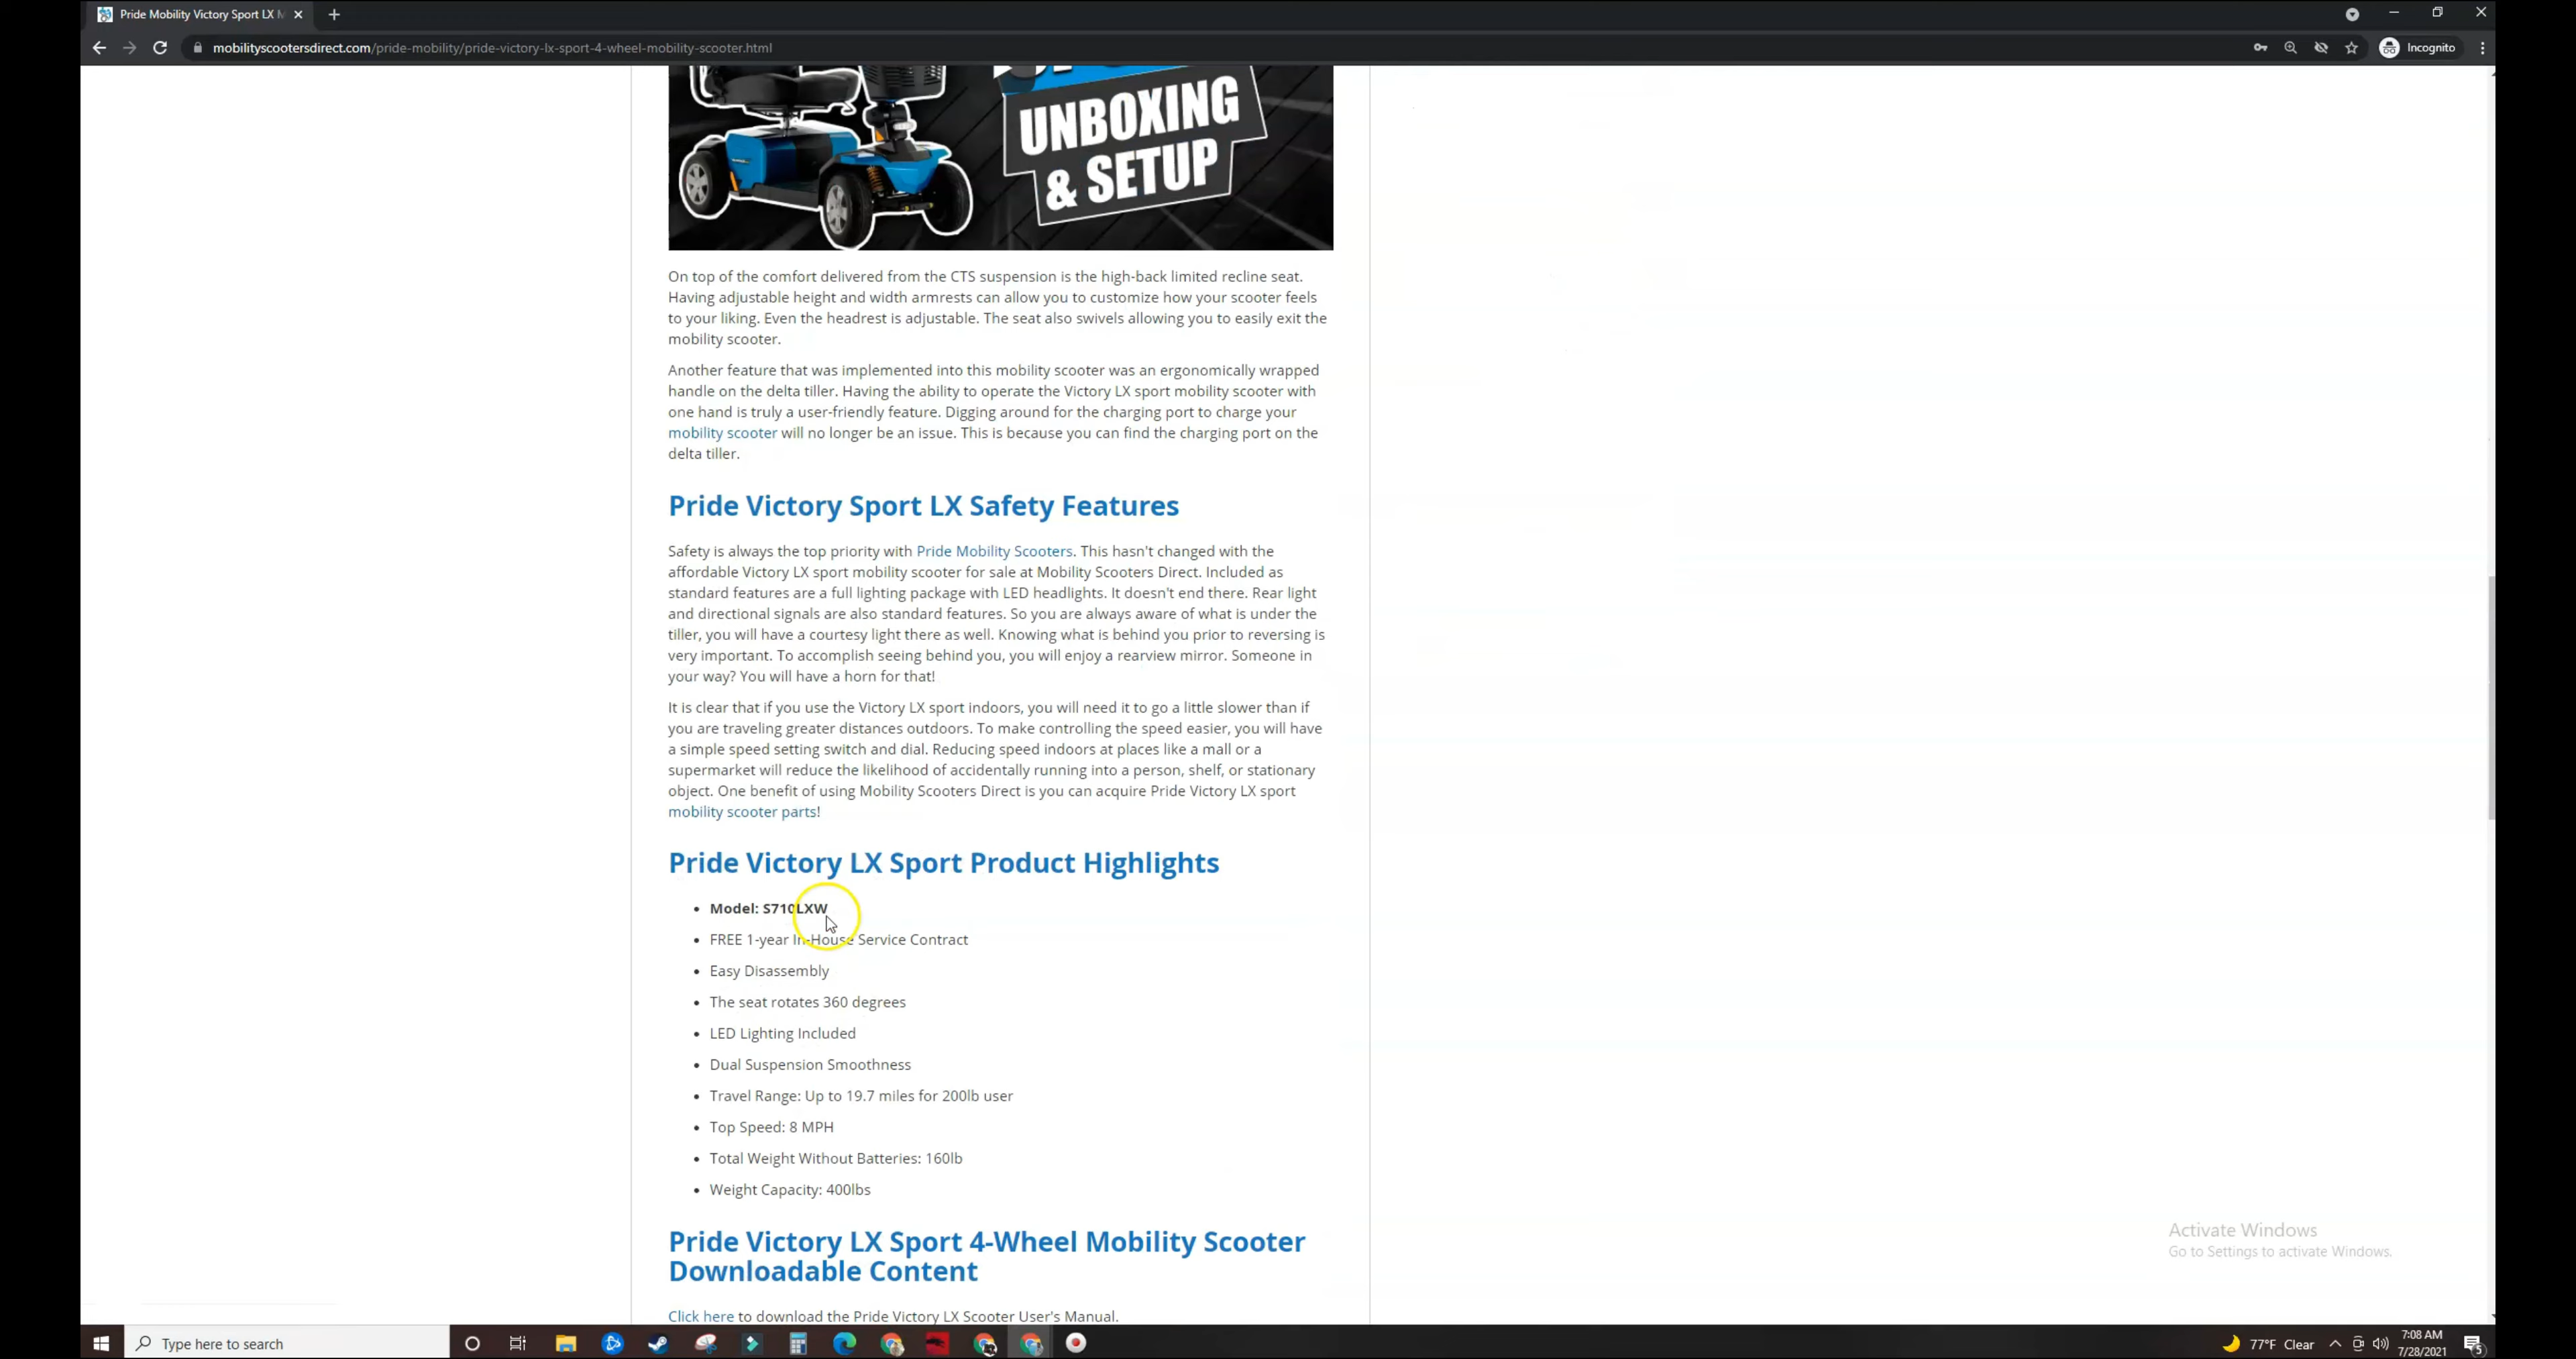 Pride Mobility Victory Sport LX M
mobilityscootersdirect.com/pride-mobility/pride-victory-lx-sport-4-wheel-mobility-scooter.html
Incognito
UNBOXING
& SETUP
On top of the comfort delivered from the CTS suspension is the high-back limited recline seat.
Having adjustable height and width armrests can allow you to customize how your scooter feels
to your liking. Even the headrest is adjustable. The seat also swivels allowing you to easily exit the
mobility scooter.
Another feature that was implemented into this mobility scooter was an ergonomically wrapped
handle on the delta tiller. Having the ability to operate the Victory LX sport mobility scooter with
one hand is truly a user-friendly feature. Digging around for the charging port to charge your
mobility scooter will no longer be an issue. This is because you can find the charging port on the
delta tiller.
Pride Victory Sport LX Safety Features
Safety is always the top priority with Pride Mobility Scooters. This hasn't changed with the
affordable Victory LX sport mobility scooter for sale at Mobility Scooters Direct. Included as
standard features are a full lighting package with LED headlights. It doesn't end there. Rear light
and directional signals are also standard features. So you are always aware of what is under the
tiller, you will have a courtesy light there as well. Knowing what is behind you prior to reversing is
very important. To accomplish seeing behind you, you will enjoy a rearview mirror. Someone in
your way? You will have a horn for that!
It is clear that if you use the Victory LX sport indoors, you will need it to go a little slower than if
you are traveling greater distances outdoors. To make controlling the speed easier, you will have
a simple speed setting switch and dial. Reducing speed indoors at places like a mall or a
supermarket will reduce the likelihood of accidentally running into a person, shelf, or stationary
object. One benefit of using Mobility Scooters Direct is you can acquire Pride Victory LX sport
mobility scooter parts!
Pride Victory LX Sport Product Highlights
• Model: S710LXW
• FREE 1-year In-House Service Contract
• Easy Disassembly
• The seat rotates 360 degrees
• LED Lighting Included
• Dual Suspension Smoothness
• Travel Range: Up to 19.7 miles for 200lb user
• Top Speed: 8 MPH
• Total Weight Without Batteries: 160lb
• Weight Capacity: 400lbs
Pride Victory LX Sport 4-Wheel Mobility Scooter
Downloadable Content
Click here to download the Pride Victory LX Scooter User's Manual.
Activate Windows
Go to Settings to activate Windows.
Type here to search
77°F Clear
7:08 AM
7/28/2021
5